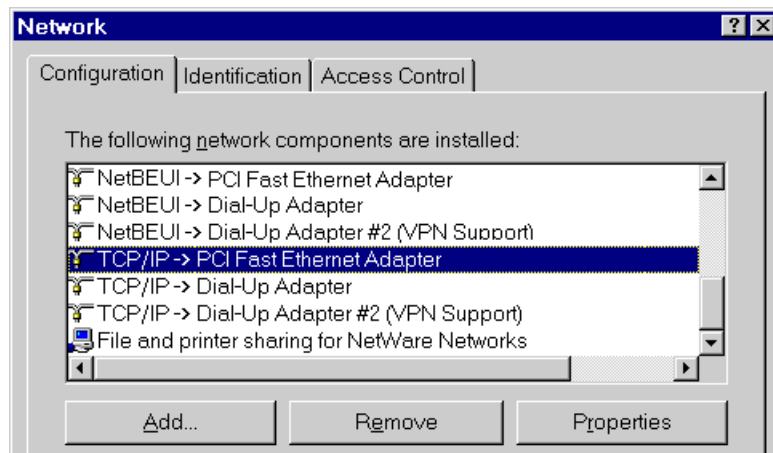 Network
Configuration Identification Access Control
The following network components are installed:
NetBEUI -> PCI Fast Ethernet Adapter
NetBEUI -> Dial-Up Adapter
NetBEUI -> Dial-Up Adapter #2 (VPN Support)
TCP/IP -> PCI Fast Ethernet Adapter
TCP/IP -> Dial-Up Adapter
TCP/IP -> Dial-Up Adapter #2 (VPN Support)
File and printer sharing for NetWare Networks
Add... Remove Properties